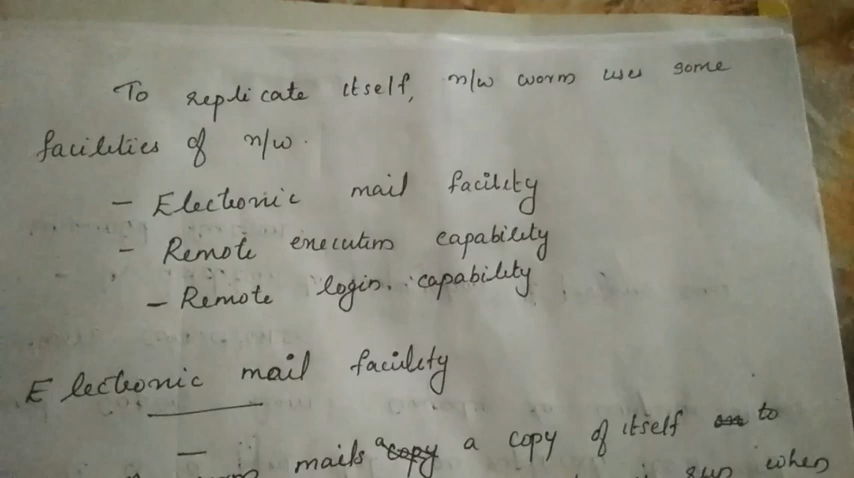 To replicate itself, n/w worm uses some
facilities of n/w.
- Electronic mail facility
- Remote execution capability
- Remote login capability
Electronic mail facility
- mails a copy of itself to
run when